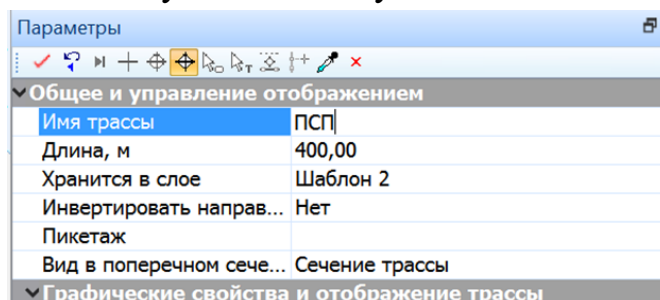 Параметры
Общее и управление отображением
Имя трассы ПСП
Длина, м 400,00
Хранится в слое Шаблон 2
Инвертировать направ... Нет
Пикетаж
Вид в поперечном сече... Сечение трассы
Графические свойства и отображение трассы